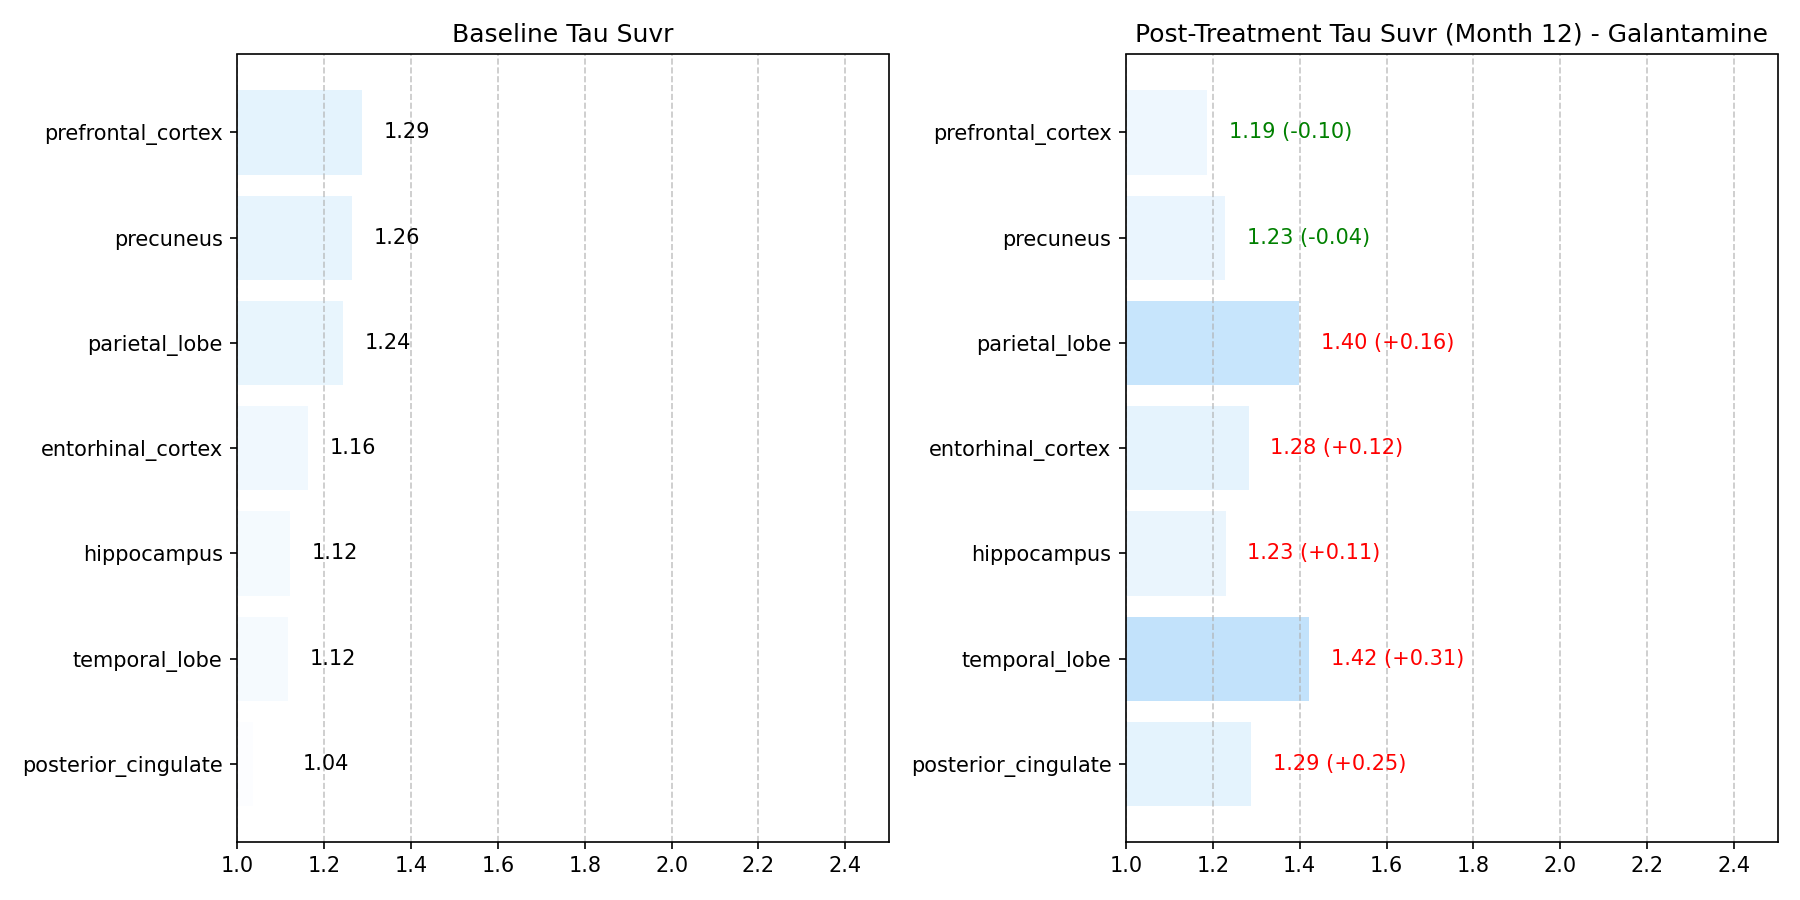 Baseline Tau Suvr
prefrontal_cortex 1.29
precuneus 1.26
parietal_lobe 1.24
entorhinal_cortex 1.16
hippocampus 1.12
temporal_lobe 1.12
posterior_cingulate 1.04
1.0 1.2 1.4 1.6 1.8 2.0 2.2 2.4
Post-Treatment Tau Suvr (Month 12) - Galantamine
prefrontal_cortex 1.19 (-0.10)
precuneus 1.23 (-0.04)
parietal_lobe 1.40 (+0.16)
entorhinal_cortex 1.28 (+0.12)
hippocampus 1.23 (+0.11)
temporal_lobe 1.42 (+0.31)
posterior_cingulate 1.29 (+0.25)
1.0 1.2 1.4 1.6 1.8 2.0 2.2 2.4